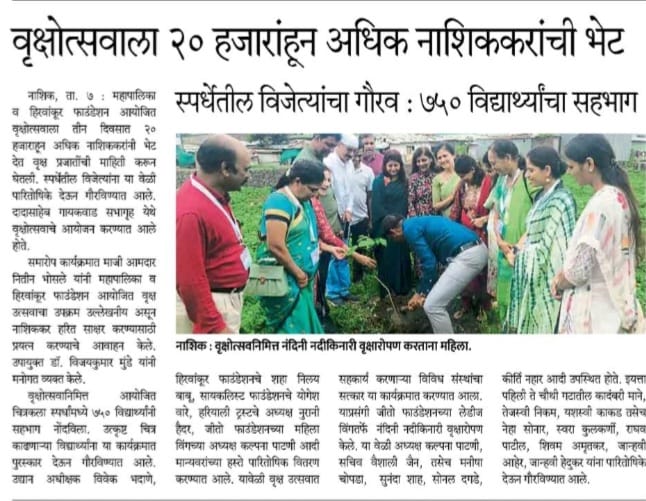 वृक्षोत्सवाला २० हजारांहून अधिक नाशिककरांची भेट
स्पर्धेतील विजेत्यांचा गौरव : ७५० विद्यार्थ्यांचा सहभाग
नाशिक, ता. ७ : महापालिका
व हिरवांकूर फाउंडेशन आयोजित
वृक्षोत्सवाला तीन दिवसात २०
हजाराहून अधिक नाशिककरांनी भेट
देत वृक्ष प्रजातींची माहिती करून
घेतली. स्पर्धेतील विजेत्यांना या वेळी
पारितोषिके देऊन गौरविण्यात आले.
दादासाहेब गायकवाड सभागृह येथे
वृक्षोत्सवाचे आयोजन करण्यात आले
होते.
समारोप कार्यक्रमात माजी आमदार
नितीन भोसले यांनी महापालिका व
हिरवांकूर फाउंडेशन आयोजित वृक्ष
उत्सवाचा उपक्रम उल्लेखनीय असून
नाशिककर हरित साक्षर करण्यासाठी
प्रयत्न करण्याचे आवाहन केले.
उपायुक्त डॉ. विजयकुमार मुंडे यांनी
मनोगत व्यक्त केले.
वृक्षोत्सवानिमित्त आयोजित
चित्रकला स्पर्धांमध्ये ७५० विद्यार्थ्यांनी
सहभाग नोंदविला. उत्कृष्ट चित्र
काढणाऱ्या विद्यार्थ्यांना या कार्यक्रमात
पुरस्कार देऊन गौरविण्यात आले.
उद्यान अधीक्षक विवेक भदाणे,
नाशिक : वृक्षोत्सवनिमित्त नंदिनी नदीकिनारी वृक्षारोपण करताना महिला.
हिरवांकूर फाउंडेशनचे शहा निलय
बाबू, सायकलिस्ट फाउंडेशनचे योगेश
वारे, हरियाली ट्रस्टचे अध्यक्ष नुरानी
हैदर, जीतो फाउंडेशनच्या महिला
विंगच्या अध्यक्ष कल्पना पाटणी आदी
मान्यवरांच्या हस्ते पारितोषिक वितरण
करण्यात आले. यावेळी वृक्ष उत्सवात
सहकार्य करणाऱ्या विविध संस्थांचा
सत्कार या कार्यक्रमात करण्यात आला.
याप्रसंगी जीतो फाउंडेशनच्या लेडीज
विंगतर्फे नंदिनी नदीकिनारी वृक्षारोपण
केले. या वेळी अध्यक्ष कल्पना पाटणी,
सचिव वैशाली जैन, तसेच मनीषा
चोपडा, सुनंदा शाह, सोनल दगडे,
कीर्ति नहार आदी उपस्थित होते. इयत्ता
पहिली ते चौथी गटातील कादंबरी माने,
तेजस्वी निकम, यशस्वी काकड तसेच
नेहा सोनार, स्वरा कुलकर्णी, राघव
पाटील, शिवम अमृतकर, जान्हवी
आहेर, जान्हवी हेदुकर यांना पारितोषिके
देऊन गौरविण्यात आले.